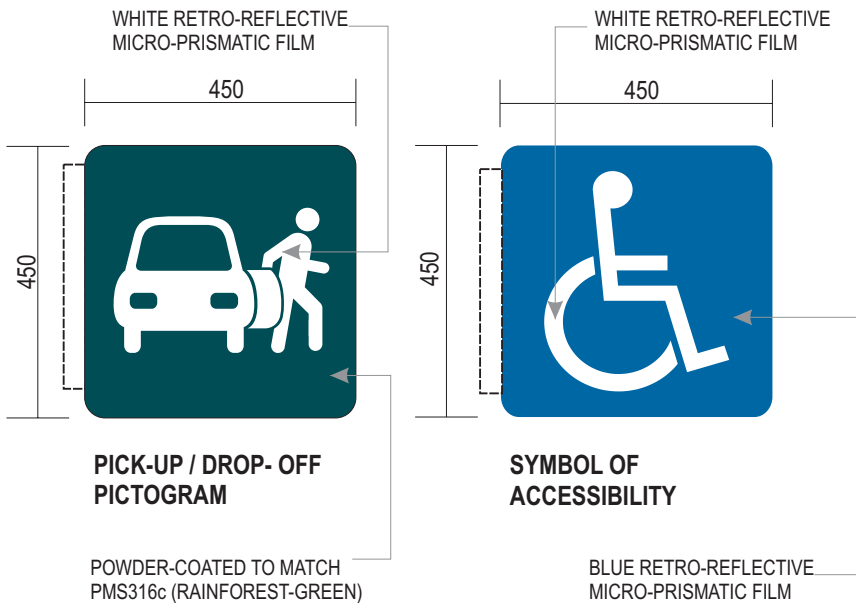 WHITE RETRO-REFLECTIVE
MICRO-PRISMATIC FILM
450
450
PICK-UP / DROP- OFF
PICTOGRAM
POWDER-COATED TO MATCH
PMS316c (RAINFOREST-GREEN)
WHITE RETRO-REFLECTIVE
MICRO-PRISMATIC FILM
450
450
SYMBOL OF
ACCESSIBILITY
BLUE RETRO-REFLECTIVE
MICRO-PRISMATIC FILM